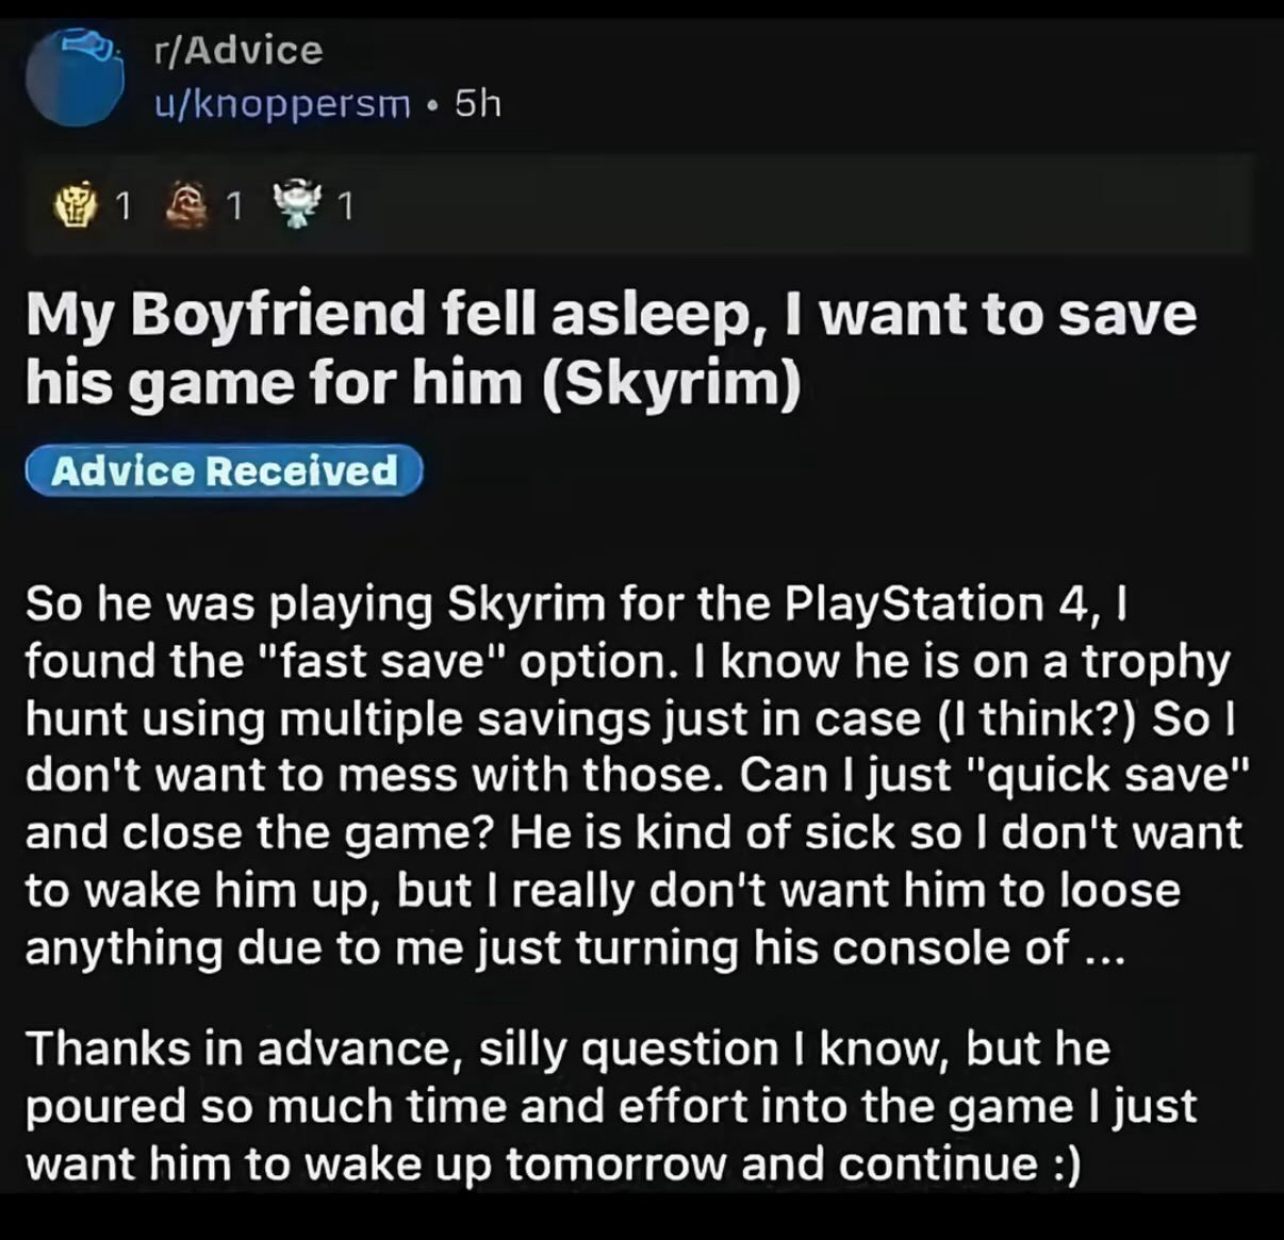 r/Advice
u/knoppersm • 5h
1 1 1
My Boyfriend fell asleep, I want to save
his game for him (Skyrim)
Advice Received
So he was playing Skyrim for the PlayStation 4, I
found the "fast save" option. I know he is on a trophy
hunt using multiple savings just in case (I think?) So I
don't want to mess with those. Can I just "quick save"
and close the game? He is kind of sick so I don't want
to wake him up, but I really don't want him to loose
anything due to me just turning his console of ...
Thanks in advance, silly question I know, but he
poured so much time and effort into the game I just
want him to wake up tomorrow and continue :)